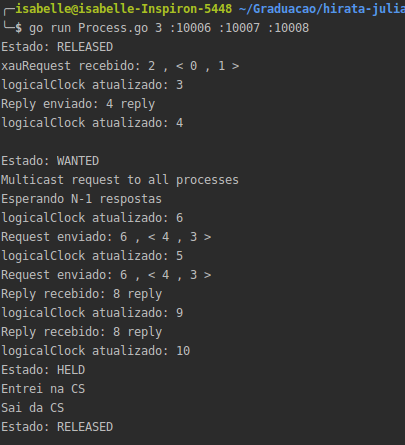 isabelle@isabelle-Inspiron-5448 ~/Graduacao/hirata-julia
$ go run Process.go 3 :10006 :10007 :10008
Estado: RELEASED
xauRequest recebido: 2 , < 0 , 1 >
logicalClock atualizado: 3
Reply enviado: 4 reply
logicalClock atualizado: 4
Estado: WANTED
Multicast request to all processes
Esperando N-1 respostas
logicalClock atualizado: 6
Request enviado: 6 , < 4 , 3 >
logicalClock atualizado: 5
Request enviado: 6 , < 4 , 3 >
Reply recebido: 8 reply
logicalClock atualizado: 9
Reply recebido: 8 reply
logicalClock atualizado: 10
Estado: HELD
Entrei na CS
Sai da CS
Estado: RELEASED